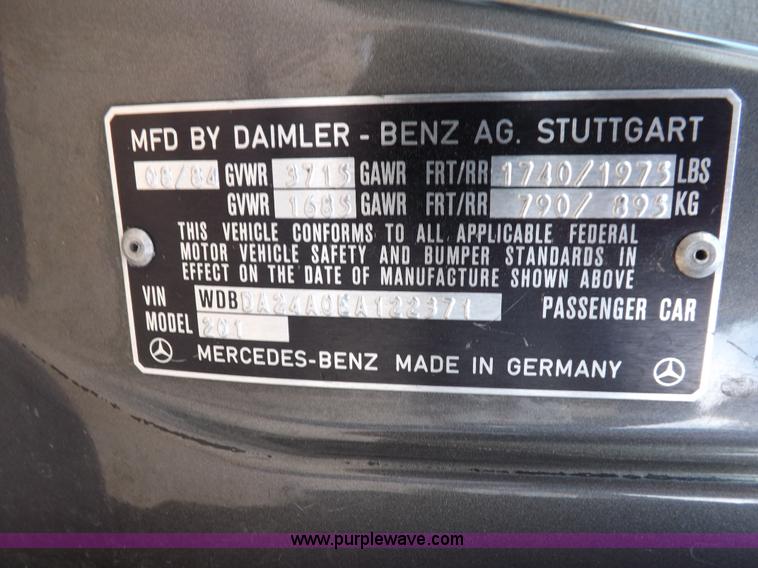 MFD BY DAIMLER - BENZ AG. STUTTGART
08/84 GVWR 3715 GAWR FRT/RR 1740/1975 LBS
GVWR 1685 GAWR FRT/RR 790/ 895 KG
THIS VEHICLE CONFORMS TO ALL APPLICABLE FEDERAL
MOTOR VEHICLE SAFETY AND BUMPER STANDARDS IN
EFFECT ON THE DATE OF MANUFACTURE SHOWN ABOVE
VIN WDBDA24A0EA122371 PASSENGER CAR
MODEL 201
MERCEDES-BENZ MADE IN GERMANY
www.purplewave.com